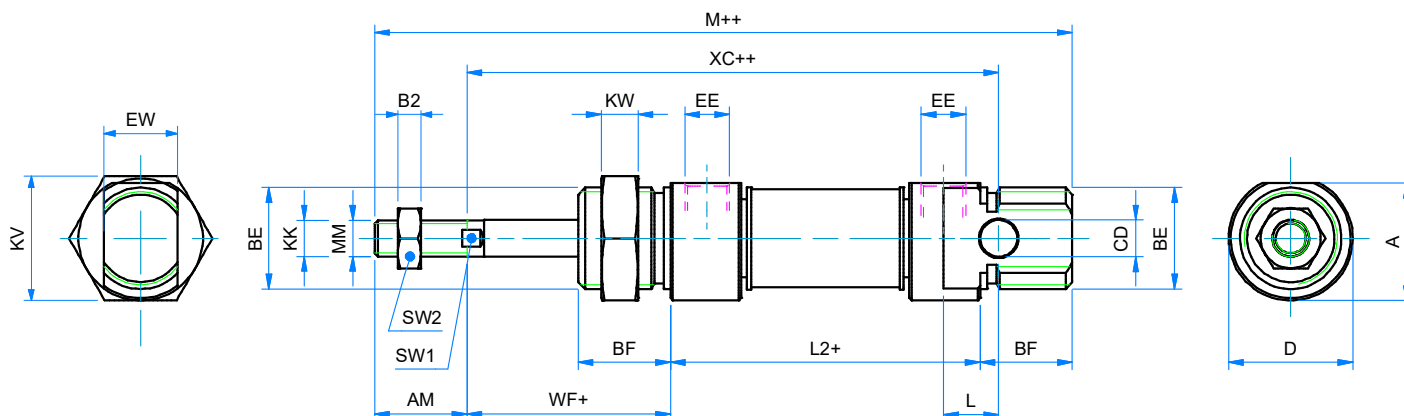 M++
XC++
B2
KW
EE
EE
EW
KV
BE
KK
MM
CD
BE
A
SW2
SW1
BF
L2+
BF
D
AM
WF+
L